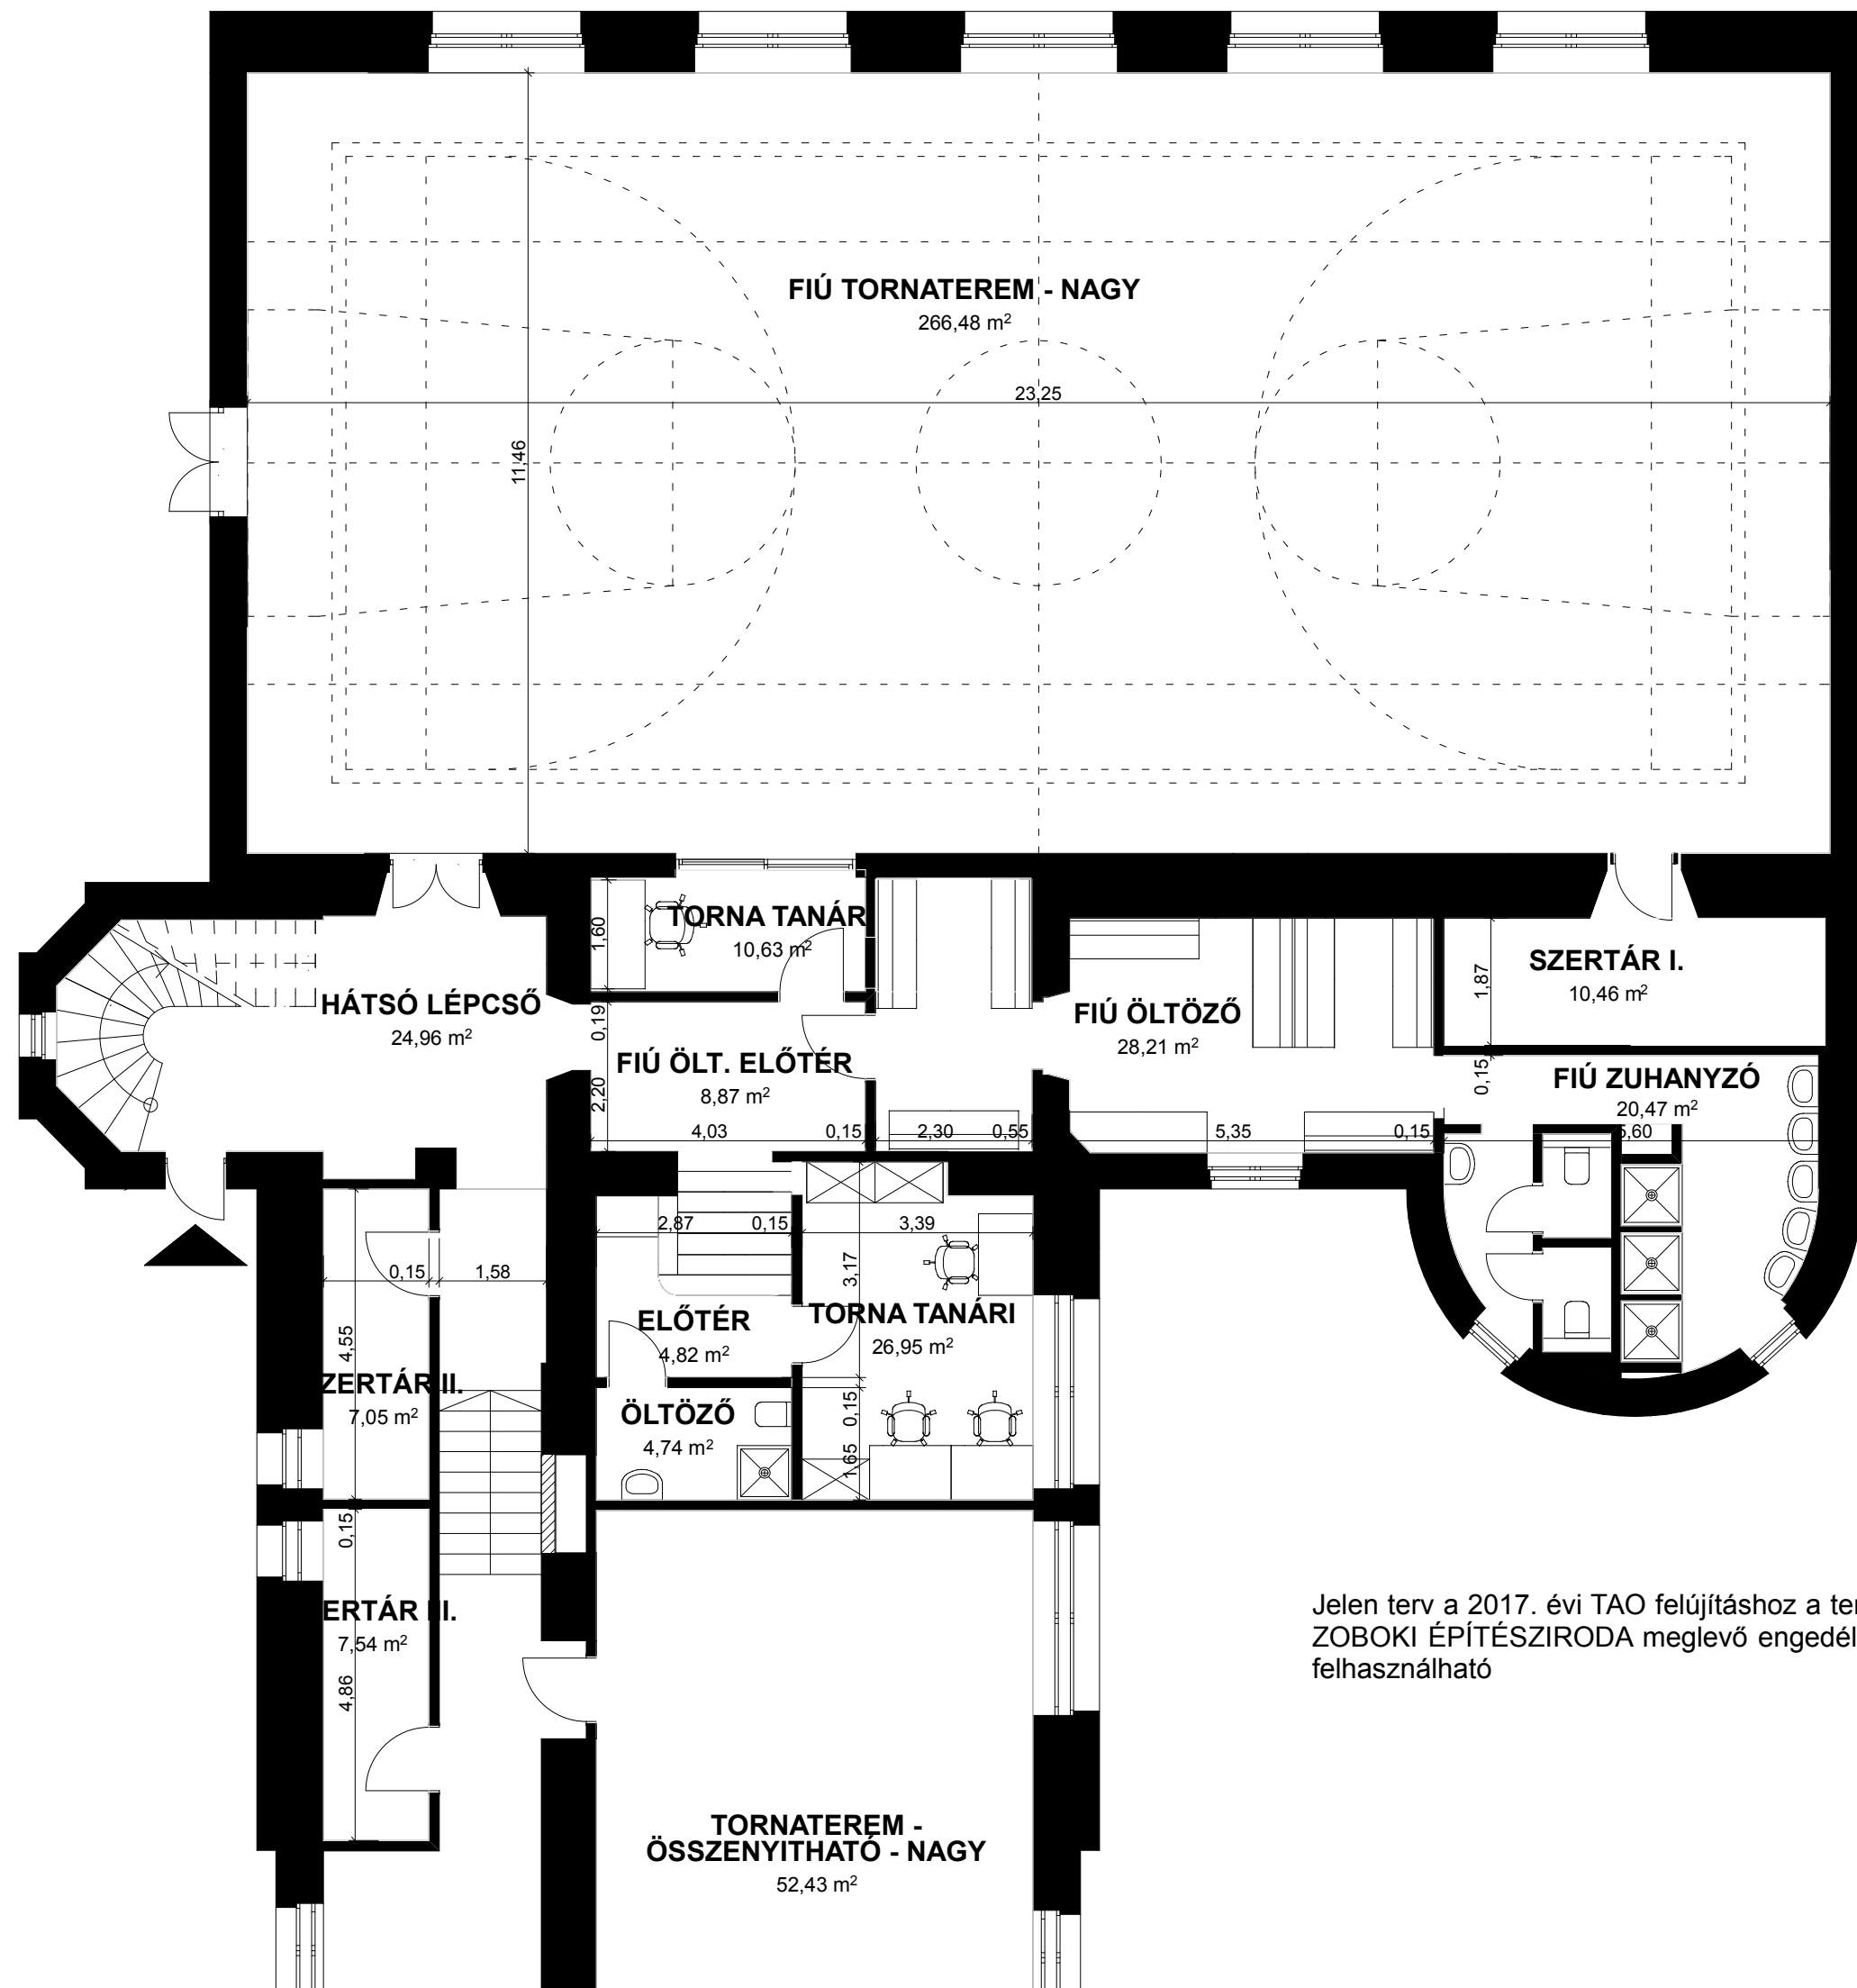 FIÚ TORNATEREM - NAGY
266,48 m²
23,25
11,46
TORNA TANÁR
10,63 m²
1,60
HÁTSÓ LÉPCSŐ
24,96 m²
0,19
FIÚ ÖLT. ELŐTÉR
8,87 m²
2,20
4,03
0,15
2,30
0,55
FIÚ ÖLTÖZŐ
28,21 m²
5,35
0,15
SZERTÁR I.
10,46 m²
1,87
0,15
FIÚ ZUHANYZÓ
20,47 m²
5,60
2,87
0,15
3,39
3,17
0,15
1,58
ELŐTÉR
4,82 m²
TORNA TANÁRI
26,95 m²
4,55
ZERTÁR II.
7,05 m²
ÖLTÖZŐ
4,74 m²
0,15
1,65
0,15
ERTÁR III.
7,54 m²
4,86
Jelen terv a 2017. évi TAO felújításhoz a ter
ZOBOKI ÉPÍTÉSZIRODA meglevő engedél
felhasználható
TORNATEREM -
ÖSSZENYITHATÓ - NAGY
52,43 m²